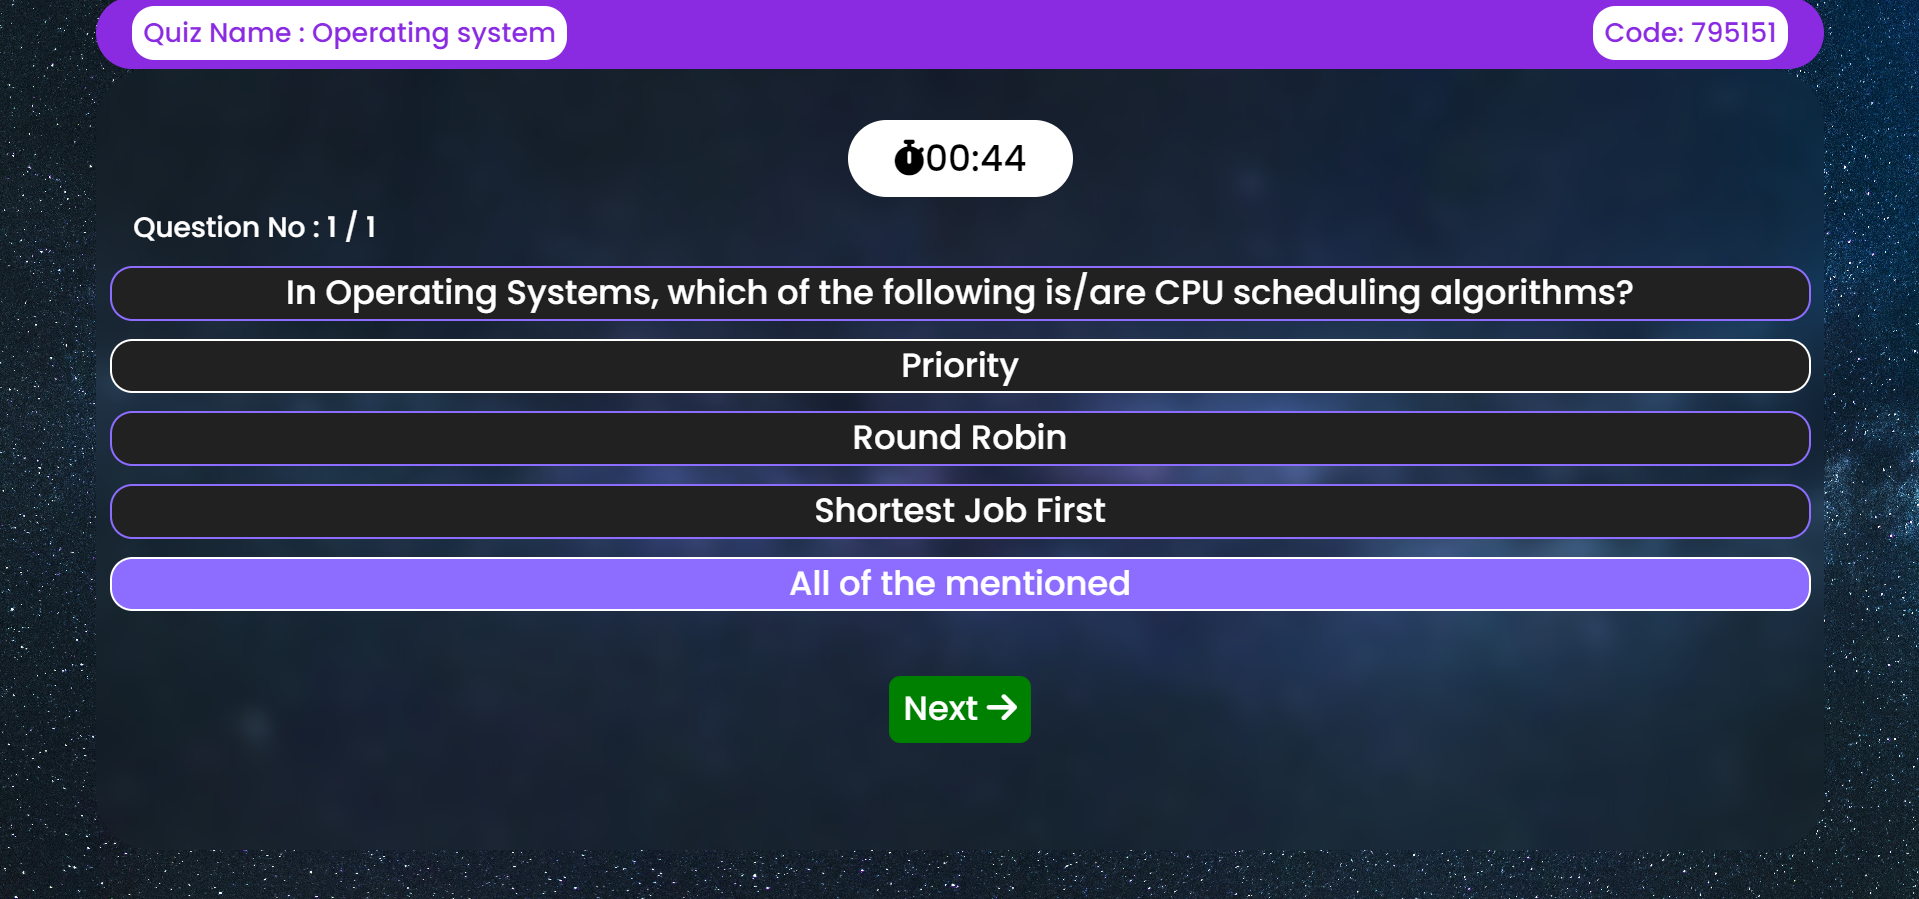 Quiz Name : Operating system
Code: 795151
00:44
Question No : 1 / 1
In Operating Systems, which of the following is/are CPU scheduling algorithms?
Priority
Round Robin
Shortest Job First
All of the mentioned
Next →